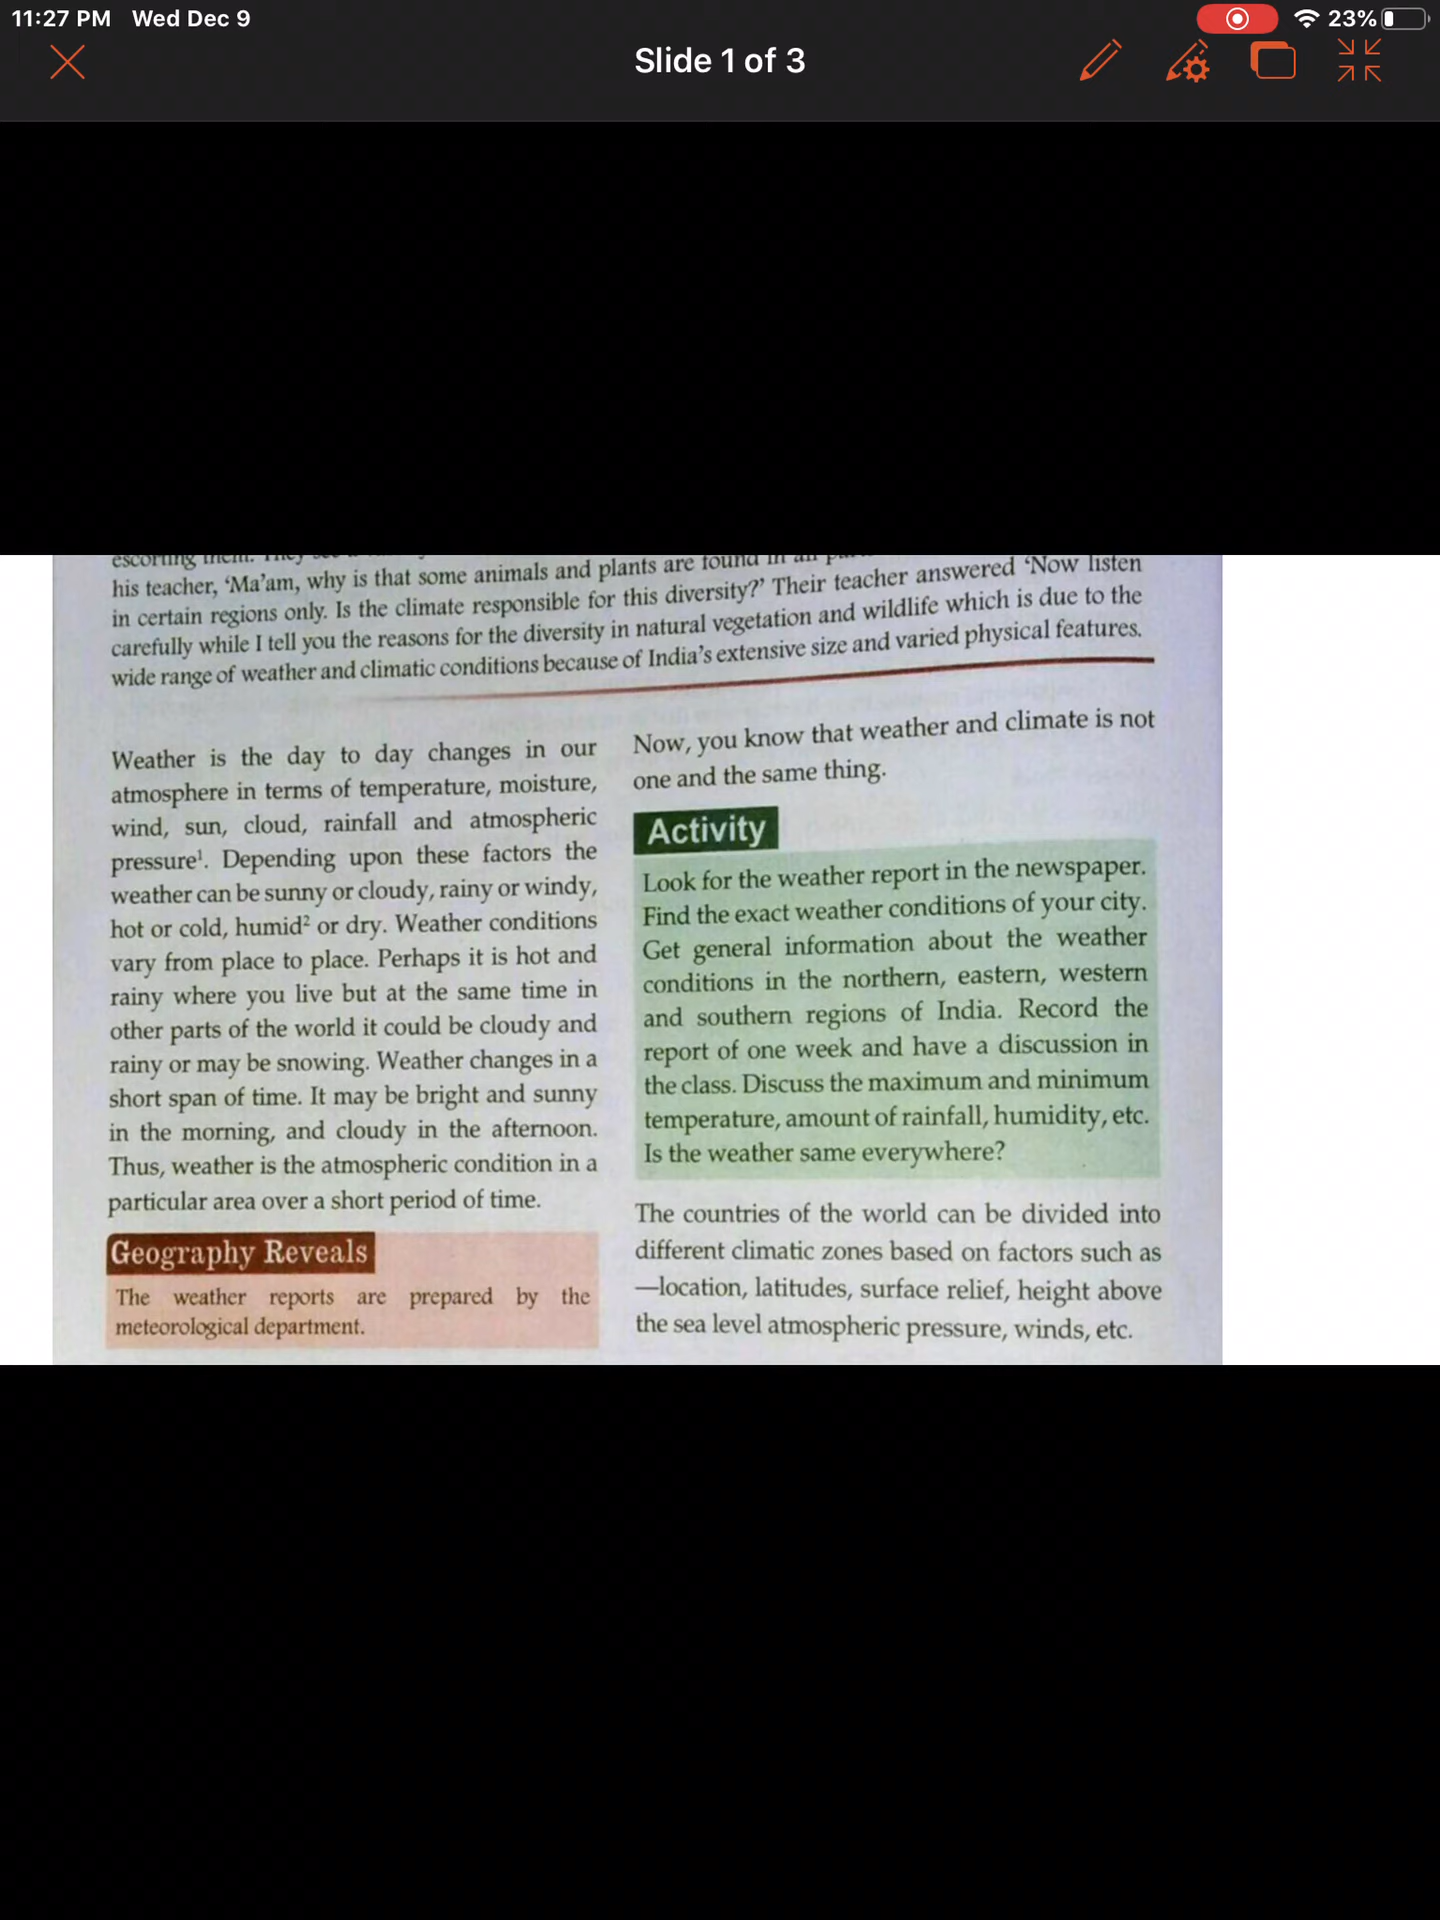 11:27 PM Wed Dec 9
23%
Slide 1 of 3
escorting them. They see a
his teacher, ‘Ma’am, why is that some animals and plants are found in all
in certain regions only. Is the climate responsible for this diversity?’ Their teacher answered ‘Now listen
carefully while I tell you the reasons for the diversity in natural vegetation and wildlife which is due to the
wide range of weather and climatic conditions because of India’s extensive size and varied physical features.
Weather is the day to day changes in our
atmosphere in terms of temperature, moisture,
wind, sun, cloud, rainfall and atmospheric
pressure¹. Depending upon these factors the
weather can be sunny or cloudy, rainy or windy,
hot or cold, humid² or dry. Weather conditions
vary from place to place. Perhaps it is hot and
rainy where you live but at the same time in
other parts of the world it could be cloudy and
rainy or may be snowing. Weather changes in a
short span of time. It may be bright and sunny
in the morning, and cloudy in the afternoon.
Thus, weather is the atmospheric condition in a
particular area over a short period of time.
Geography Reveals
The weather reports are prepared by the
meteorological department.
Now, you know that weather and climate is not
one and the same thing.
Activity
Look for the weather report in the newspaper.
Find the exact weather conditions of your city.
Get general information about the weather
conditions in the northern, eastern, western
and southern regions of India. Record the
report of one week and have a discussion in
the class. Discuss the maximum and minimum
temperature, amount of rainfall, humidity, etc.
Is the weather same everywhere?
The countries of the world can be divided into
different climatic zones based on factors such as
—location, latitudes, surface relief, height above
the sea level atmospheric pressure, winds, etc.